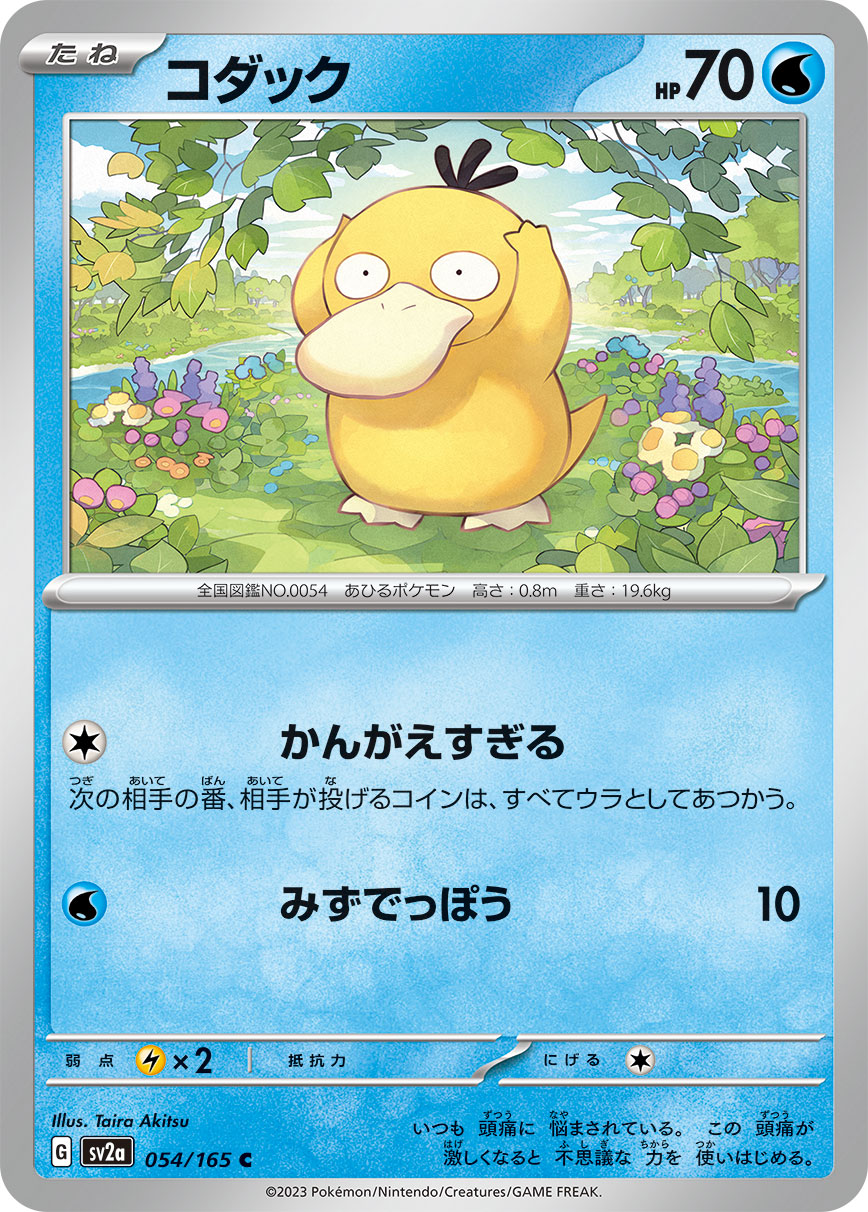 たね
コダック
HP70
全国図鑑NO.0054 あひるポケモン 高さ:0.8m 重さ:19.6kg
かんがえすぎる
次の相手の番、相手が投げるコインは、すべてウラとしてあつかう。
みずでっぽう 10
弱点 ×2 抵抗力 にげる
Illus. Taira Akitsu
いつも 頭痛に 悩まされている。 この 頭痛が
激しくなると 不思議な 力を 使いはじめる。
G sv2a 054/165 C
©2023 Pokémon/Nintendo/Creatures/GAME FREAK.